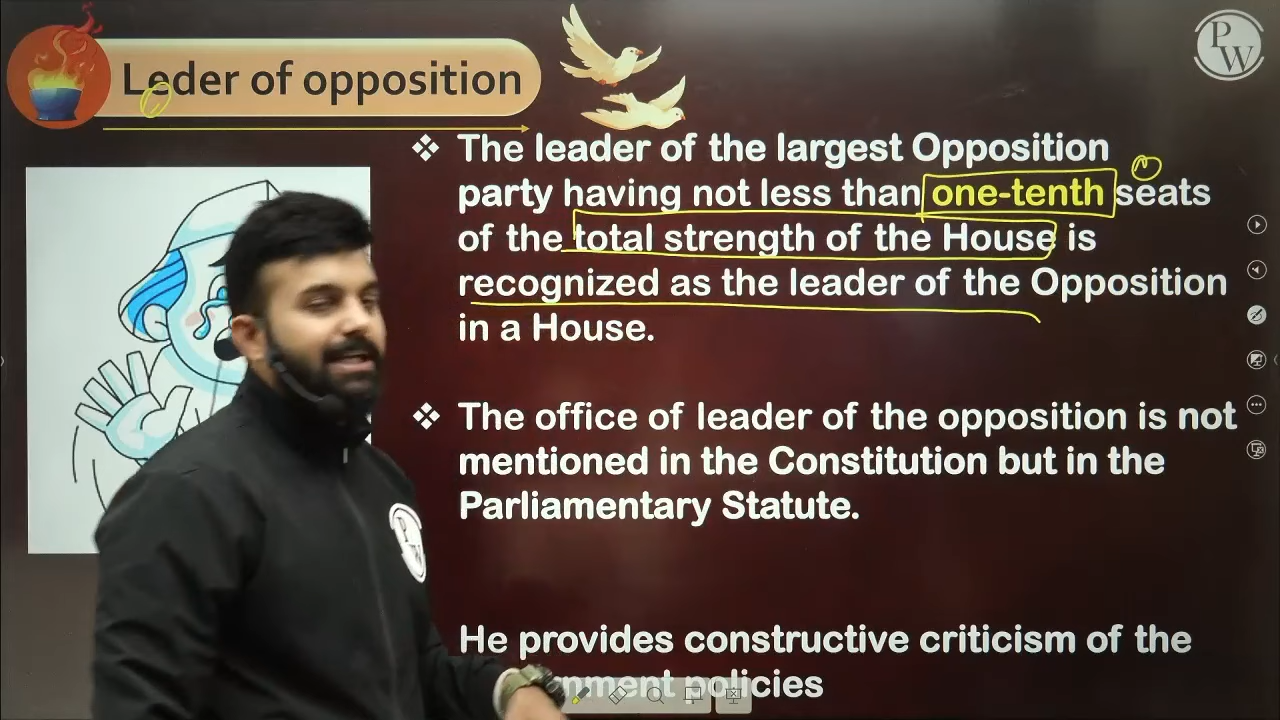 Leder of opposition
PW
❖ The leader of the largest Opposition
party having not less than one-tenth seats
of the total strength of the House is
recognized as the leader of the Opposition
in a House.
❖ The office of leader of the opposition is not
mentioned in the Constitution but in the
Parliamentary Statute.
PW
He provides constructive criticism of the
policies